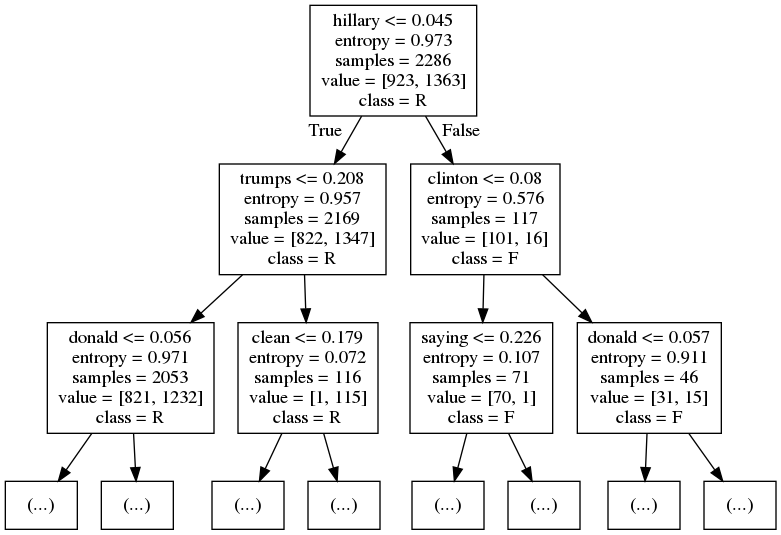 hillary <= 0.045
entropy = 0.973
samples = 2286
value = [923, 1363]
class = R
True
False
trumps <= 0.208
entropy = 0.957
samples = 2169
value = [822, 1347]
class = R
clinton <= 0.08
entropy = 0.576
samples = 117
value = [101, 16]
class = F
donald <= 0.056
entropy = 0.971
samples = 2053
value = [821, 1232]
class = R
clean <= 0.179
entropy = 0.072
samples = 116
value = [1, 115]
class = R
saying <= 0.226
entropy = 0.107
samples = 71
value = [70, 1]
class = F
donald <= 0.057
entropy = 0.911
samples = 46
value = [31, 15]
class = F
(...)
(...)
(...)
(...)
(...)
(...)
(...)
(...)